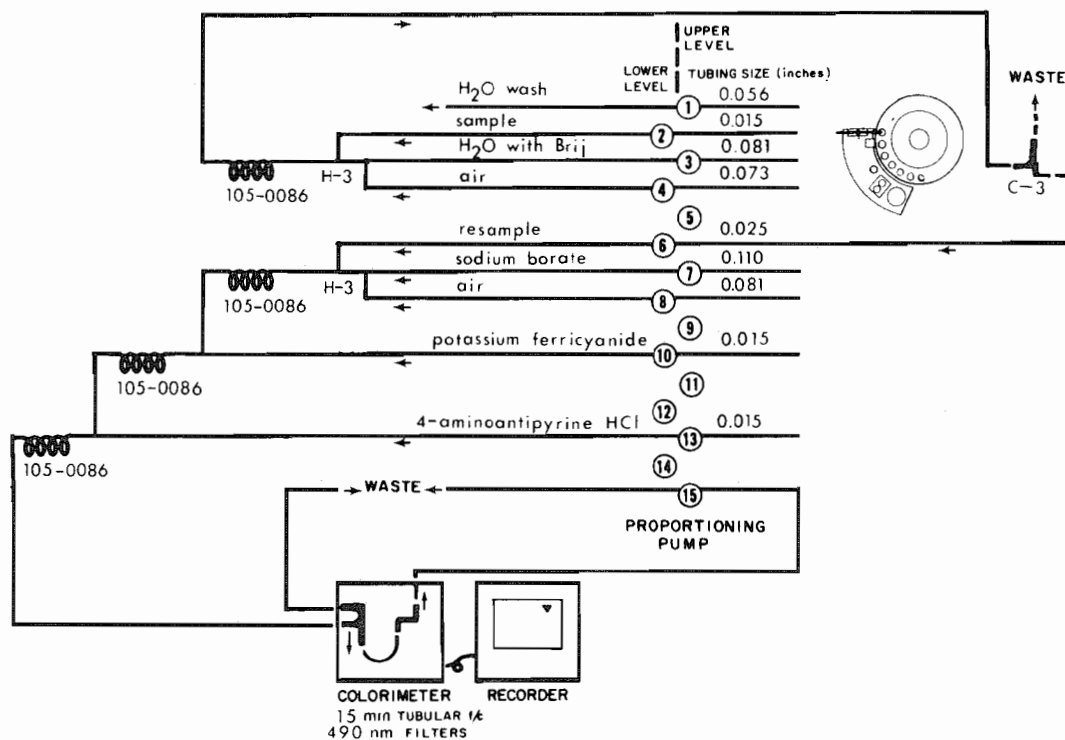 UPPER
LEVEL
LOWER
LEVEL
TUBING SIZE (inches)
WASTE
H2O wash
1
0.056
sample
2
0.015
H2O with Brij
3
0.081
air
4
0.073
105-0086
H-3
C-3
5
resample
6
0.025
sodium borate
7
0.110
air
8
0.081
105-0086
H-3
9
potassium ferricyanide
10
0.015
105-0086
11
12
4-aminoantipyrine HCl
13
0.015
105-0086
14
WASTE
15
PROPORTIONING
PUMP
COLORIMETER
15 min TUBULAR f/c
490 nm FILTERS
RECORDER